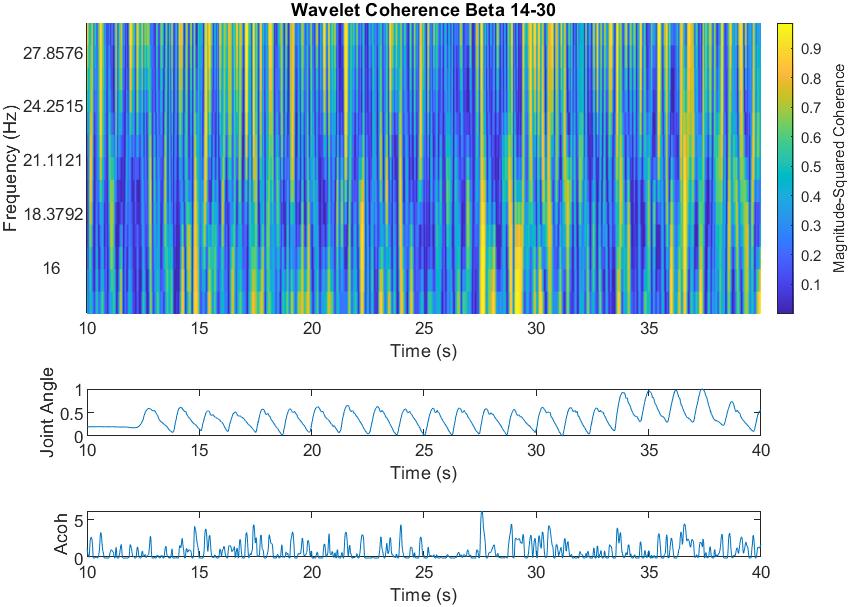 Wavelet Coherence Beta 14-30
Frequency (Hz)
27.8576
24.2515
21.1121
18.3792
16
10 15 20 25 30 35
Time (s)
0.9
0.8
0.7
0.6
0.5
0.4
0.3
0.2
0.1
Magnitude-Squared Coherence
Joint Angle
1
0.5
0
10 15 20 25 30 35 40
Time (s)
Acoh
5
0
10 15 20 25 30 35 40
Time (s)